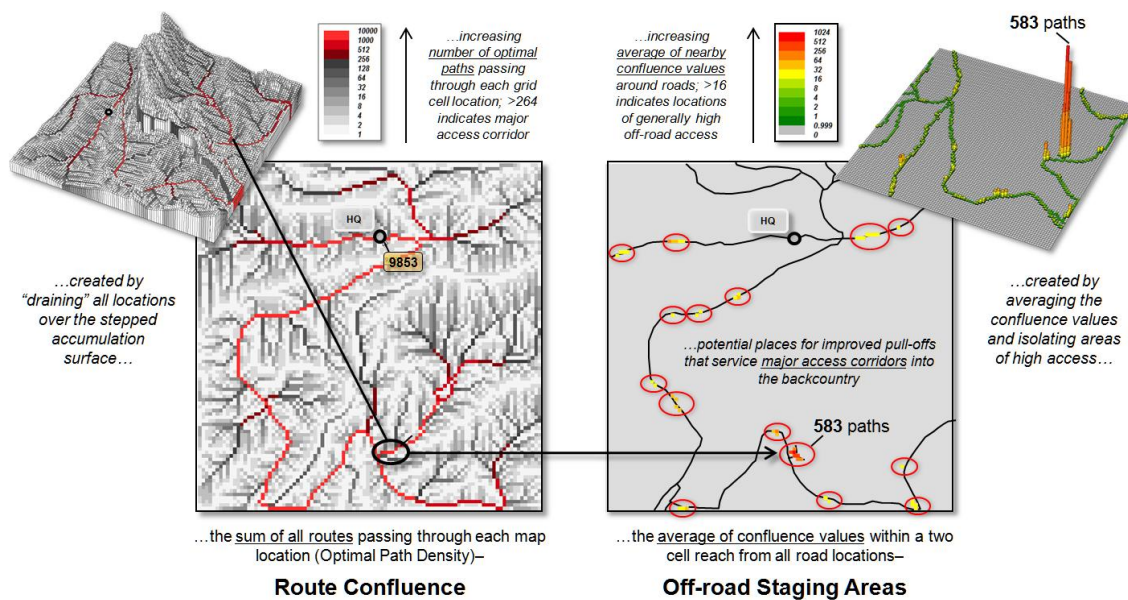 10000
1000
512
256
128
64
32
16
8
4
2
1
…increasing
number of optimal
paths passing
through each grid
cell location; >264
indicates major
access corridor
…increasing
average of nearby
confluence values
around roads; >16
indicates locations
of generally high
off-road access
1024
512
256
64
32
16
8
4
2
1
0.999
0
583 paths
HQ
9853
…created by
“draining” all locations
over the stepped
accumulation
surface…
HQ
…potential places for improved pull-offs
that service major access corridors into
the backcountry
583 paths
…created by
averaging the
confluence values
and isolating areas
of high access…
…the sum of all routes passing through each map
location (Optimal Path Density)–
Route Confluence
…the average of confluence values within a two
cell reach from all road locations–
Off-road Staging Areas